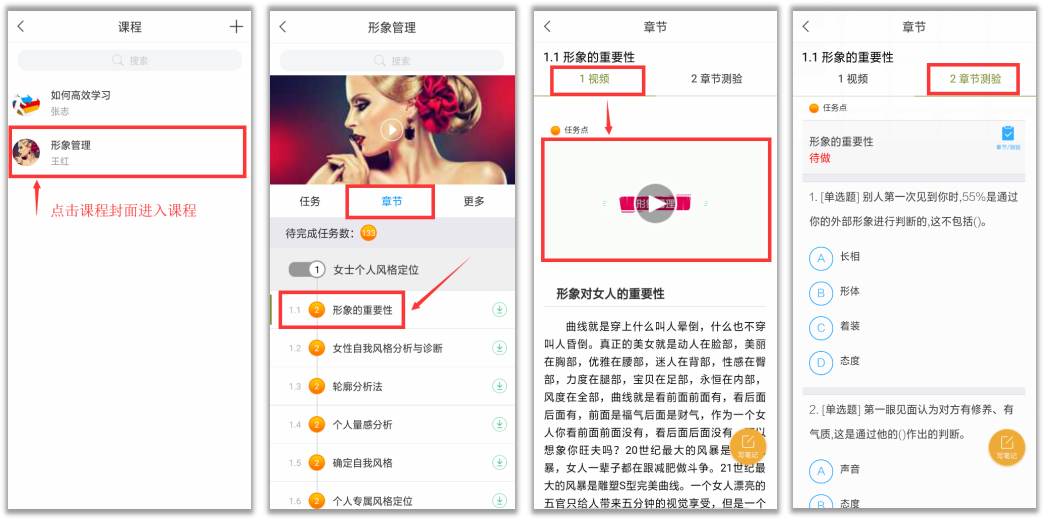 课程
搜索
如何高效学习
张志
形象管理
王红
点击课程封面进入课程
形象管理
搜索
任务
章节
更多
待完成任务数: 133
1 女士个人风格定位
1.1 2 形象的重要性
1.2 2 女性自我风格分析与诊断
1.3 2 轮廓分析法
1.4 2 个人量感分析
1.5 2 确定自我风格
1.6 2 个人专属风格定位
章节
1.1 形象的重要性
1 视频
2 章节测验
任务点
形象对女人的重要性
曲线就是穿上什么叫人晕倒，什么也不穿
叫人昏倒。真正的美女就是动人在脸部，美丽
在胸部，优雅在腰部，迷人在背部，性感在臀
部，力度在腿部，宝贝在足部，永恒在内部，
风度在全部，曲线就是看前面前面有，看后面
后面有，前面是福气后面是财气，作为一个女
人你看前面前面没有，看后面后面没有，可以
想象你旺夫吗？20世纪最大的风暴是
暴，女人一辈子都在跟减肥做斗争。21世纪最
大的风暴是雕塑S型完美曲线。一个女人漂亮的
五官只给人带来五分钟的视觉享受，但是一个
写笔记
章节
1.1 形象的重要性
1 视频
2 章节测验
任务点
形象的重要性
待做
章节测验
1. [单选题] 别人第一次见到你时,55%是通过
你的外部形象进行判断的,这不包括()。
A 长相
B 形体
C 着装
D 态度
2. [单选题] 第一眼见面认为对方有修养、有
气质,这是通过他的()作出的判断。
A 声音
B 态度
写笔记